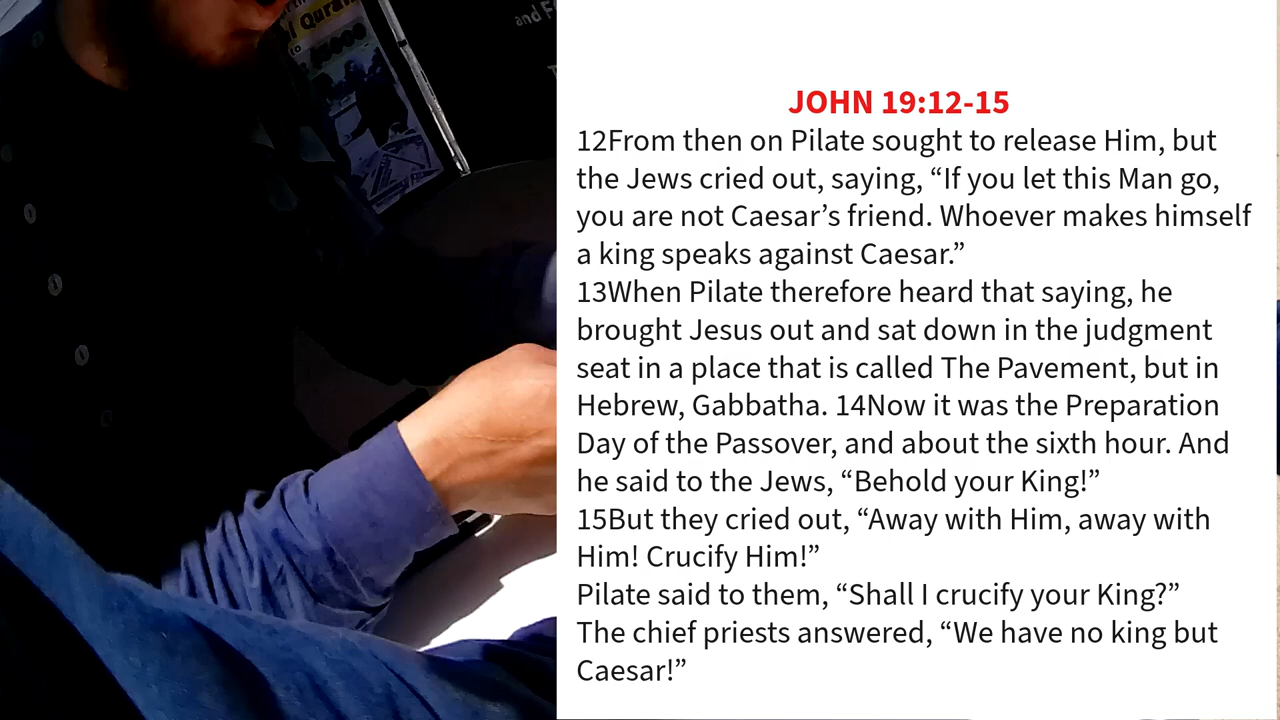 l Quran
to
and F
JOHN 19:12-15
12From then on Pilate sought to release Him, but
the Jews cried out, saying, “If you let this Man go,
you are not Caesar’s friend. Whoever makes himself
a king speaks against Caesar.”
13When Pilate therefore heard that saying, he
brought Jesus out and sat down in the judgment
seat in a place that is called The Pavement, but in
Hebrew, Gabbatha. 14Now it was the Preparation
Day of the Passover, and about the sixth hour. And
he said to the Jews, “Behold your King!”
15But they cried out, “Away with Him, away with
Him! Crucify Him!”
Pilate said to them, “Shall I crucify your King?”
The chief priests answered, “We have no king but
Caesar!”